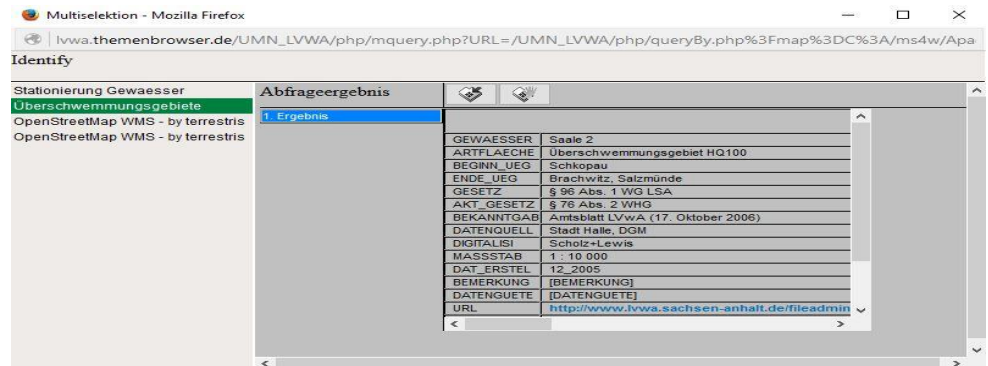 Multiselektion - Mozilla Firefox
lvwa.themenbrowser.de/UMN_LVWA/php/mquery.php?URL=/UMN_LVWA/php/queryBy.php%3Fmap%3DC%3A/ms4w/Apa
Identify
Stationierung Gewaesser
Überschwemmungsgebiete
OpenStreetMap WMS - by terrestris
OpenStreetMap WMS - by terrestris
Abfrageergebnis
1. Ergebnis
GEWAESSER Saale 2
ARTFLAECHE Überschwemmungsgebiet HQ100
BEGINN_UEG Schkopau
ENDE_UEG Brachwitz, Salzmünde
GESETZ § 96 Abs. 1 WG LSA
AKT_GESETZ § 76 Abs. 2 WHG
BEKANNTGAB Amtsblatt LVwA (17. Oktober 2006)
DATENQUELL Stadt Halle, DGM
DIGITALISI Scholz+Lewis
MASSSTAB 1 : 10 000
DAT_ERSTEL 12_2005
BEMERKUNG [BEMERKUNG]
DATENGUETE [DATENGUETE]
URL http://www.lvwa.sachsen-anhalt.de/fileadmin